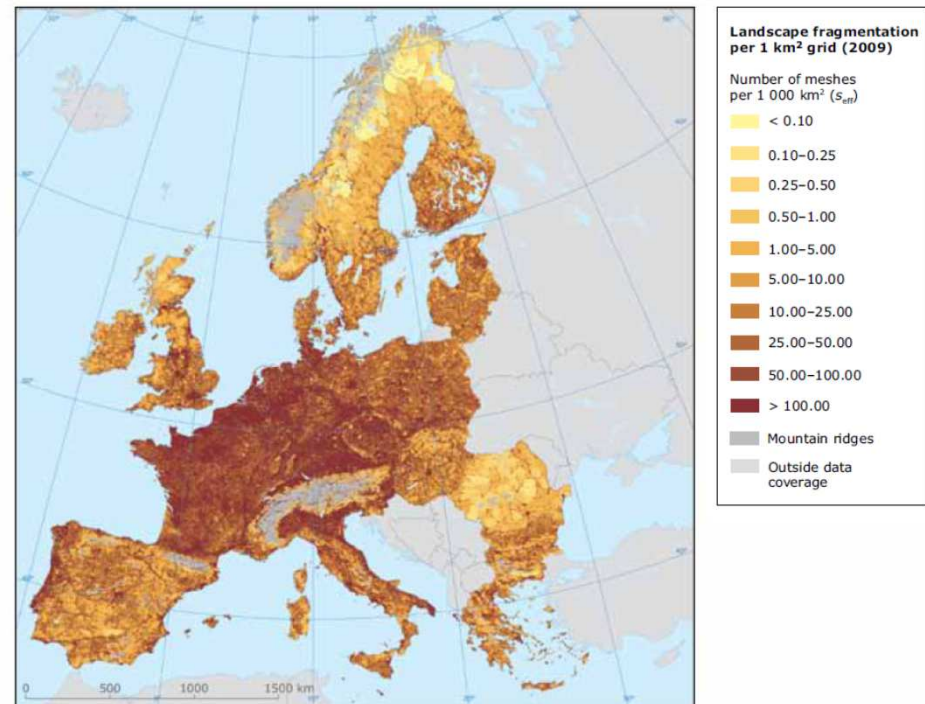 Landscape fragmentation
per 1 km² grid (2009)
Number of meshes
per 1 000 km² (seff)
< 0.10
0.10–0.25
0.25–0.50
0.50–1.00
1.00–5.00
5.00–10.00
10.00–25.00
25.00–50.00
50.00–100.00
> 100.00
Mountain ridges
Outside data
coverage
0 500 1000 1500 km